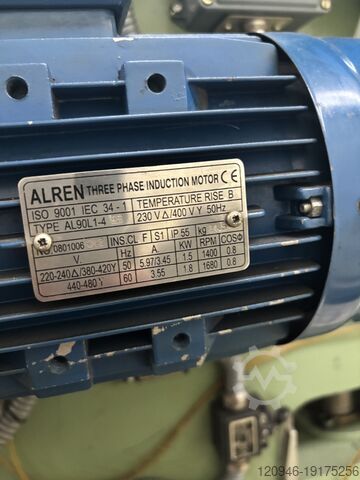 ALREN THREE PHASE INDUCTION MOTOR CE
ISO 9001 IEC 34-1 TEMPERATURE RISE B
TYPE AL90L1-4 230 V Δ/400 V Y 50Hz
NO.0801006 INS.CL F S1 IP 55 kg
V Hz A KW RPM COSΦ
220-240Δ/380-420Y 50 5.97/3.45 1.5 1400 0.8
440-480Y 60 3.55 1.8 1680 0.8
120946-19175256